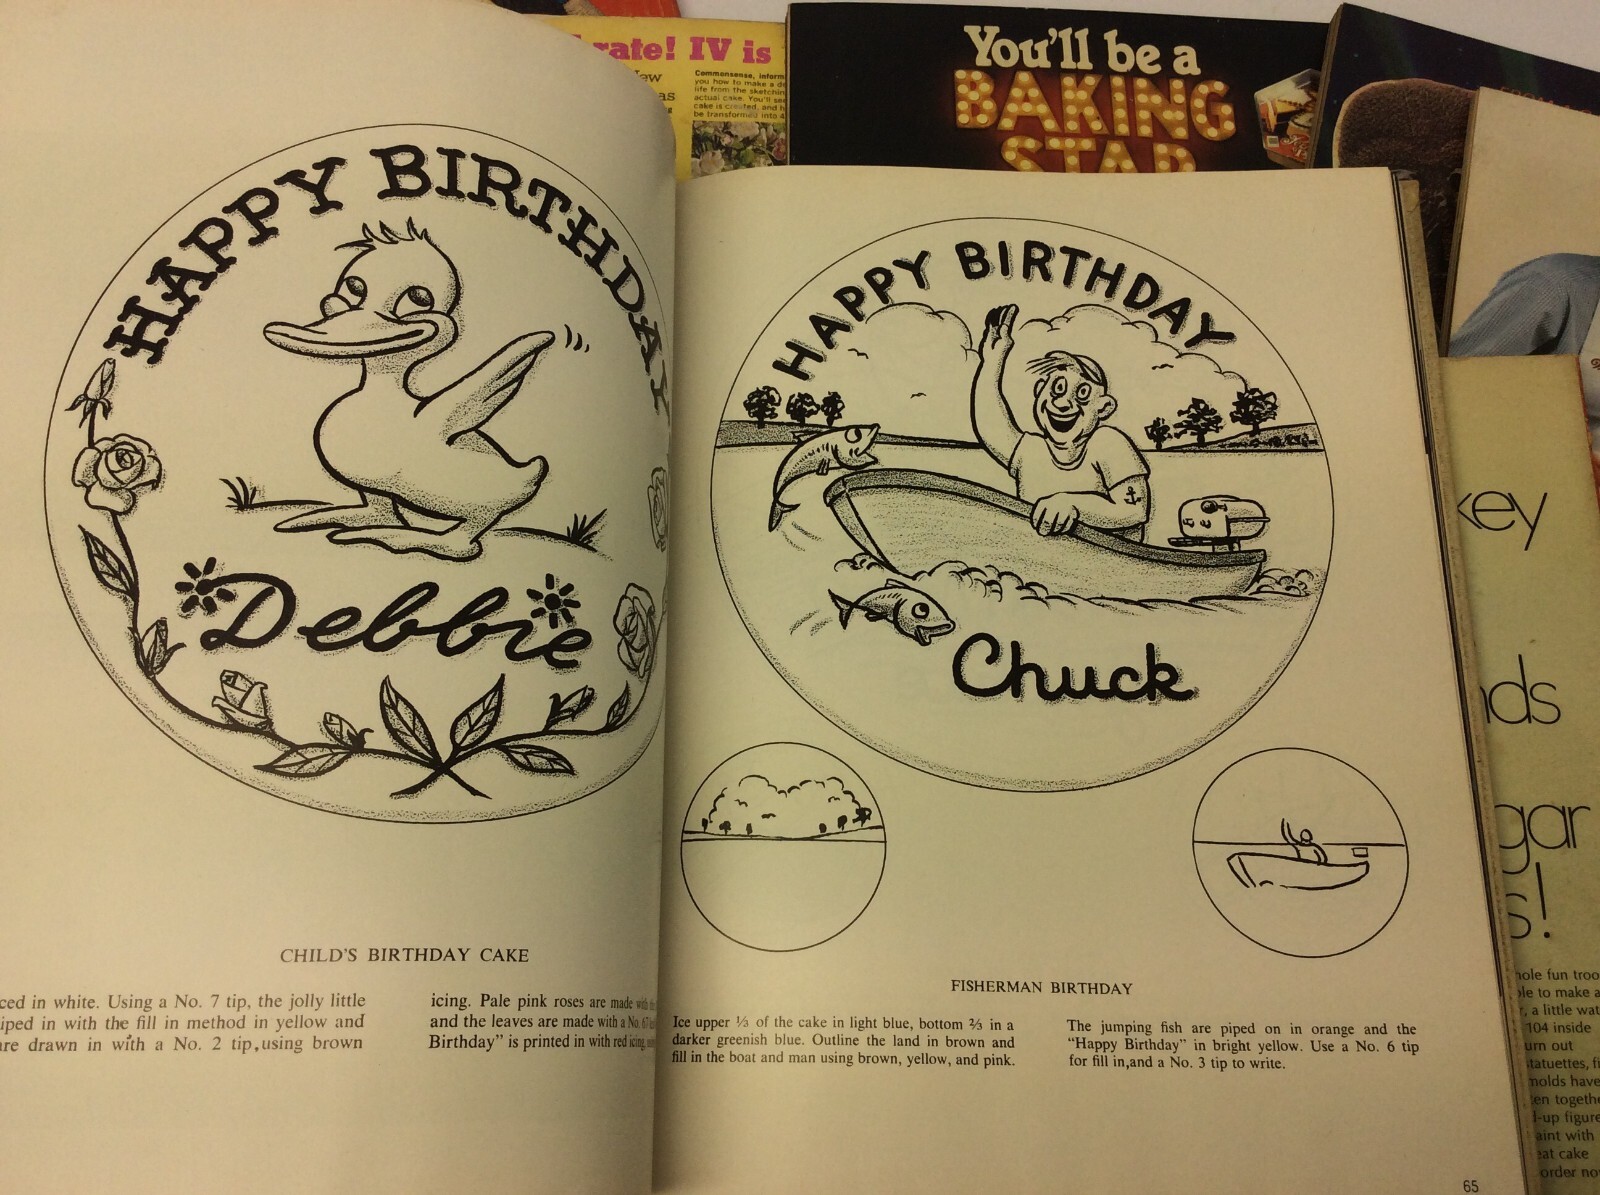 HAPPY BIRTHDAY
Debbie
CHILD'S BIRTHDAY CAKE
ced in white. Using a No. 7 tip, the jolly little
iped in with the fill in method in yellow and
are drawn in with a No. 2 tip, using brown
icing. Pale pink roses are made with the
and the leaves are made with a No. 67
Birthday" is printed in with red icing,
HAPPY BIRTHDAY
Chuck
FISHERMAN BIRTHDAY
Ice upper ⅓ of the cake in light blue, bottom ⅔ in a
darker greenish blue. Outline the land in brown and
fill in the boat and man using brown, yellow, and pink.
The jumping fish are piped on in orange and the
"Happy Birthday" in bright yellow. Use a No. 6 tip
for fill in,and a No. 3 tip to write.
65
rate! IV is
Commonsense, inform
you how to make a de
life from the sketchin
actual cake. You'll see
cake is created, and h
be transformed into 4
You'll be a
BAKING
STAR
key
nds
gar
s!
hole fun troo
ble to make a
r, a little wat
104 inside
urn out
statuettes, fi
molds have
en togethe
l-up figure
aint with
eat cake
order no